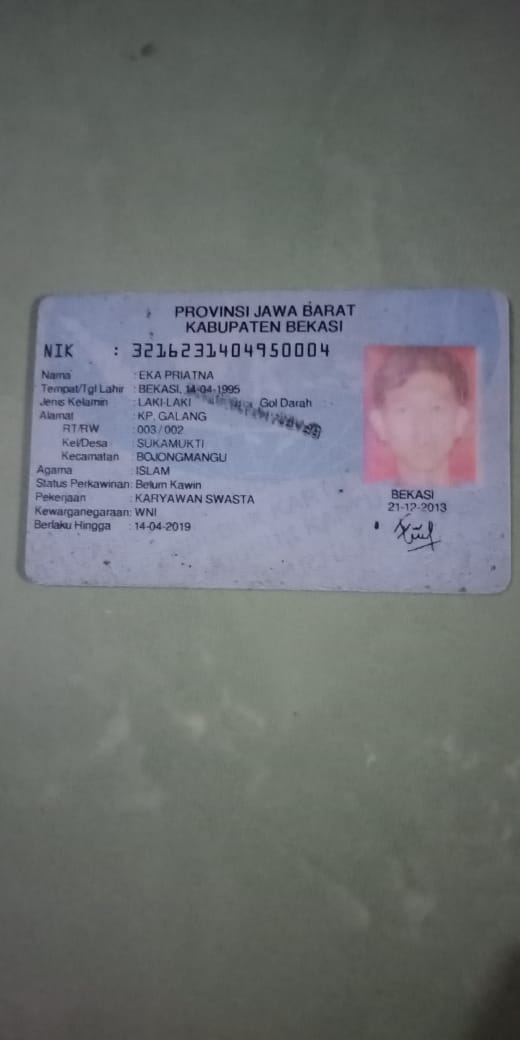 PROVINSI JAWA BARAT
KABUPATEN BEKASI
NIK : 3216231404950004
Nama : EKA PRIATNA
Tempat/Tgl Lahir : BEKASI, 14-04-1995
Jenis Kelamin : LAKI-LAKI Gol Darah :
Alamat : KP. GALANG
RT/RW : 003 / 002
Kel/Desa : SUKAMUKTI
Kecamatan : BOJONGMANGU
Agama : ISLAM
Status Perkawinan: Belum Kawin
Pekerjaan : KARYAWAN SWASTA
Kewarganegaraan: WNI
Berlaku Hingga : 14-04-2019
BEKASI
21-12-2013